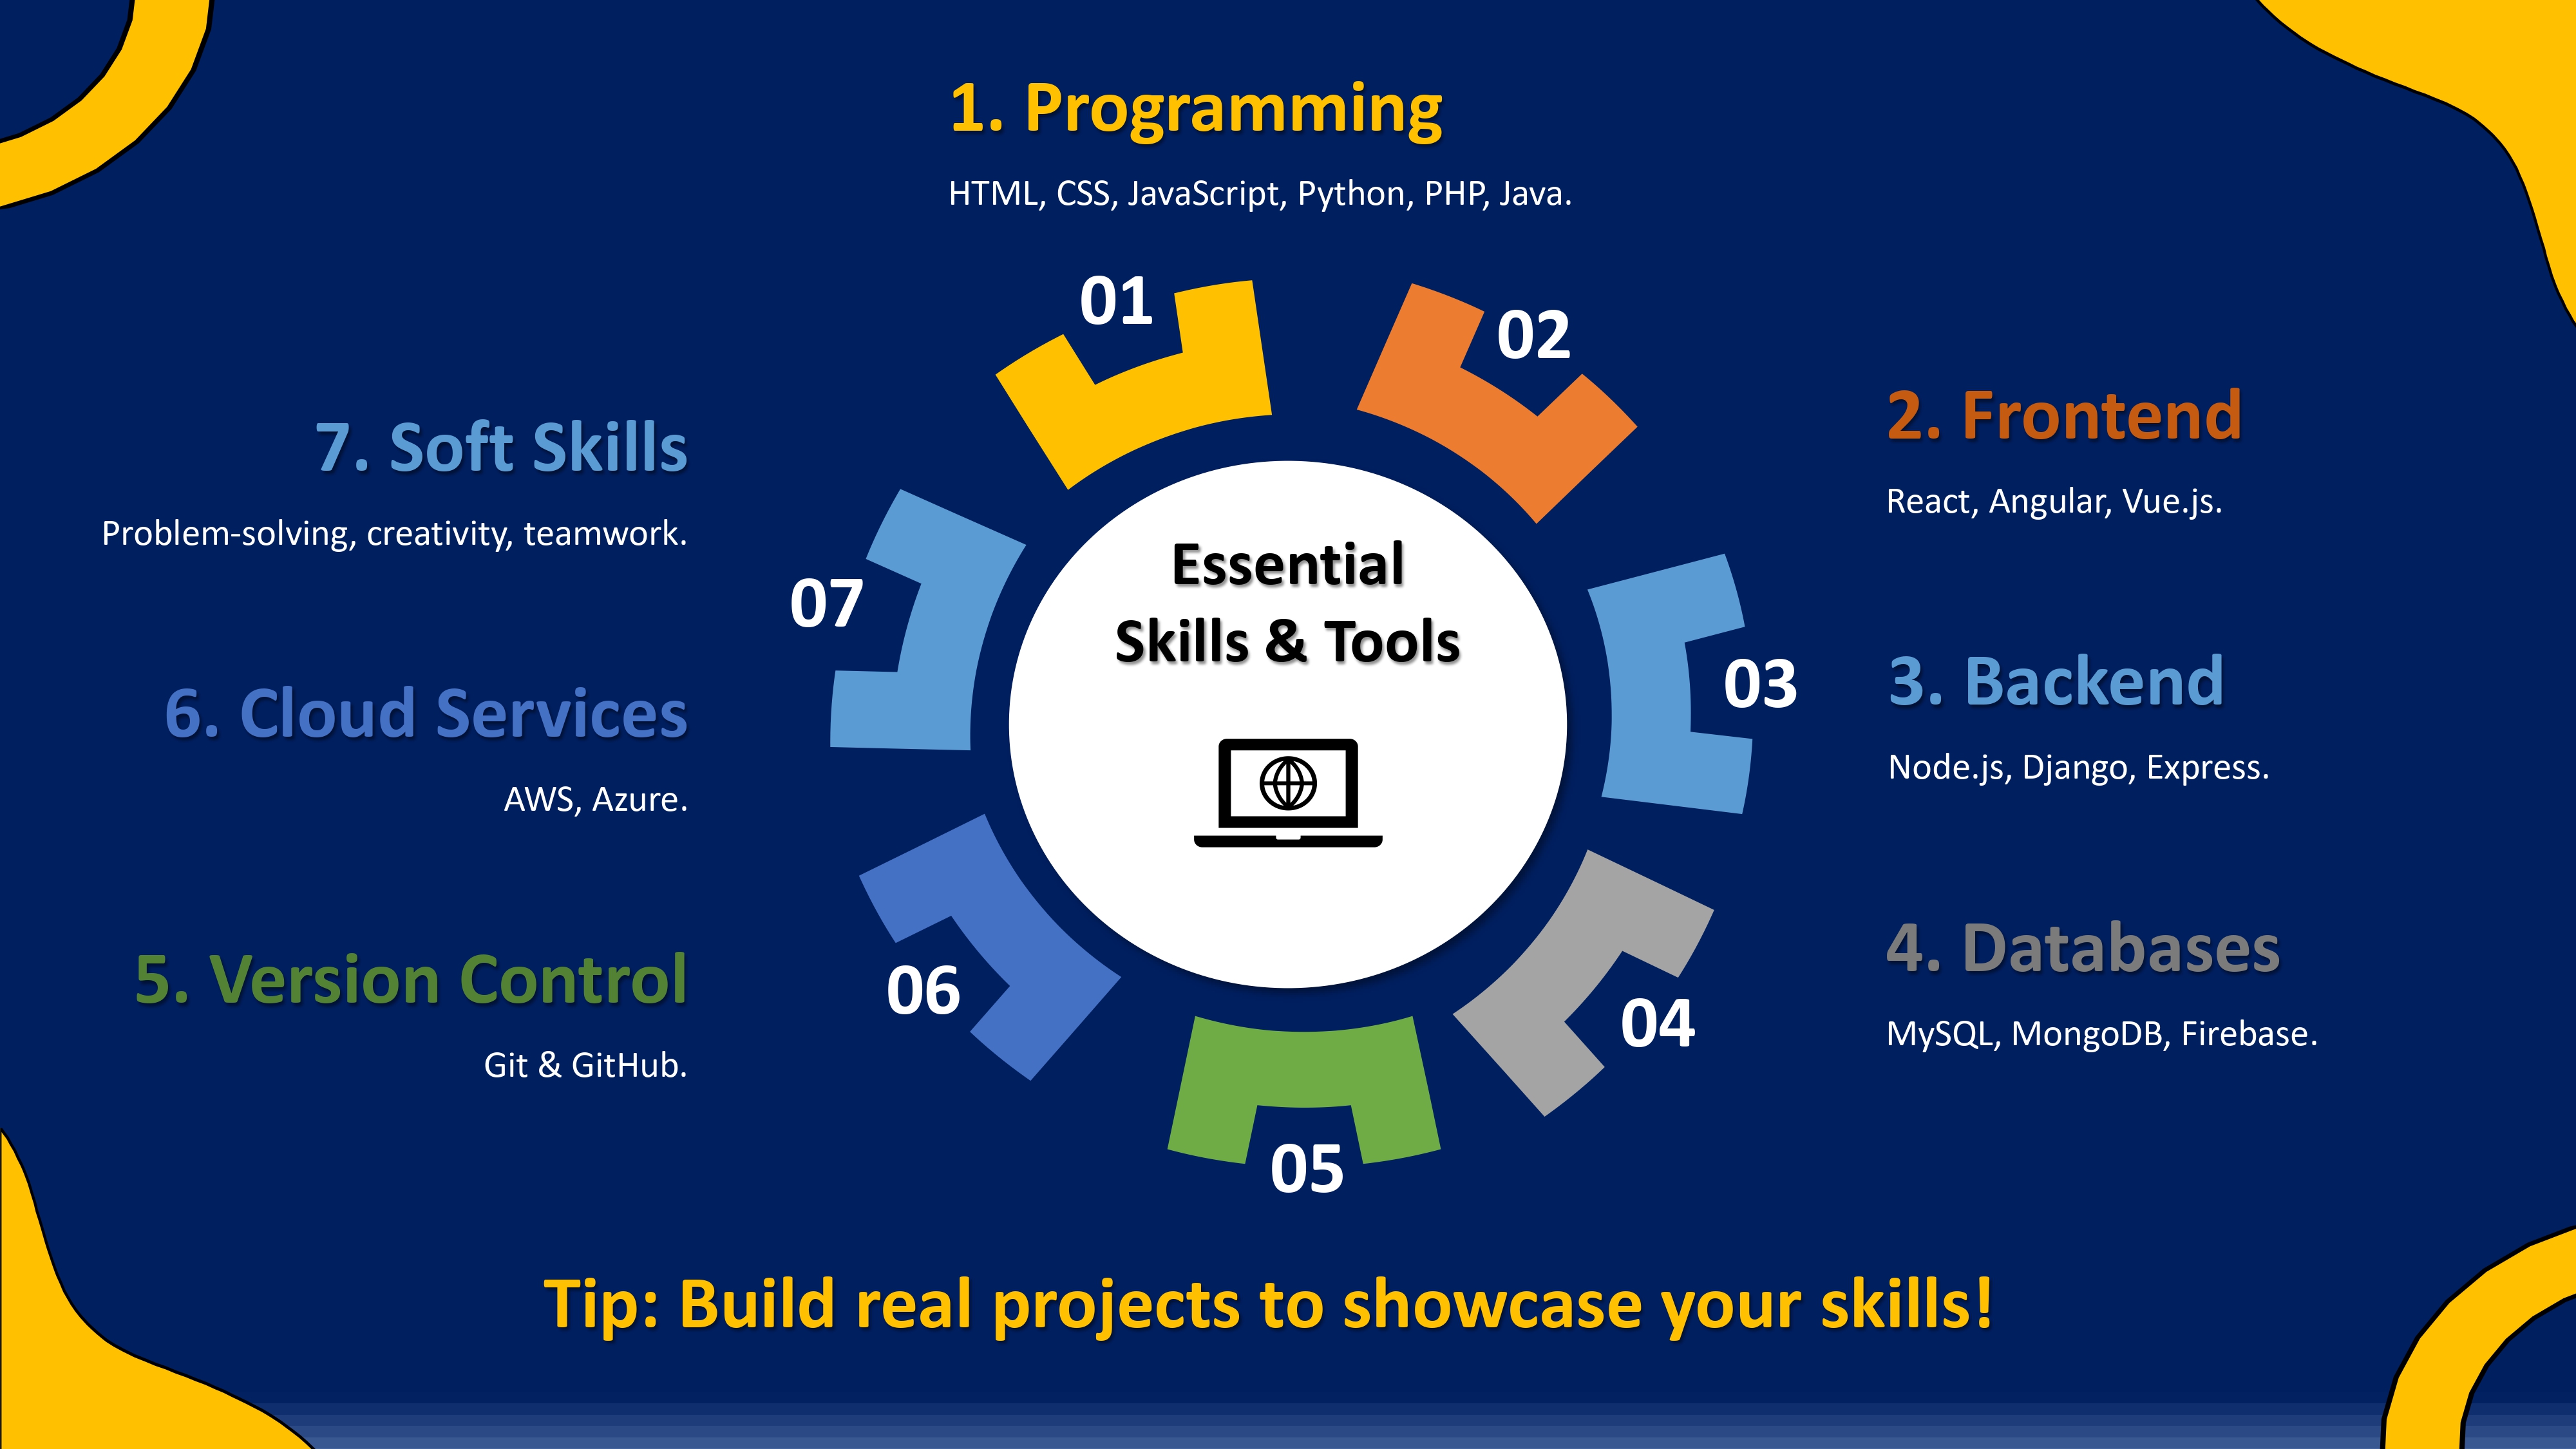 1. Programming
HTML, CSS, JavaScript, Python, PHP, Java.
01
02
2. Frontend
React, Angular, Vue.js.
7. Soft Skills
Problem-solving, creativity, teamwork.
07
Essential
Skills & Tools
03
3. Backend
Node.js, Django, Express.
6. Cloud Services
AWS, Azure.
06
04
4. Databases
MySQL, MongoDB, Firebase.
5. Version Control
Git & GitHub.
05
Tip: Build real projects to showcase your skills!